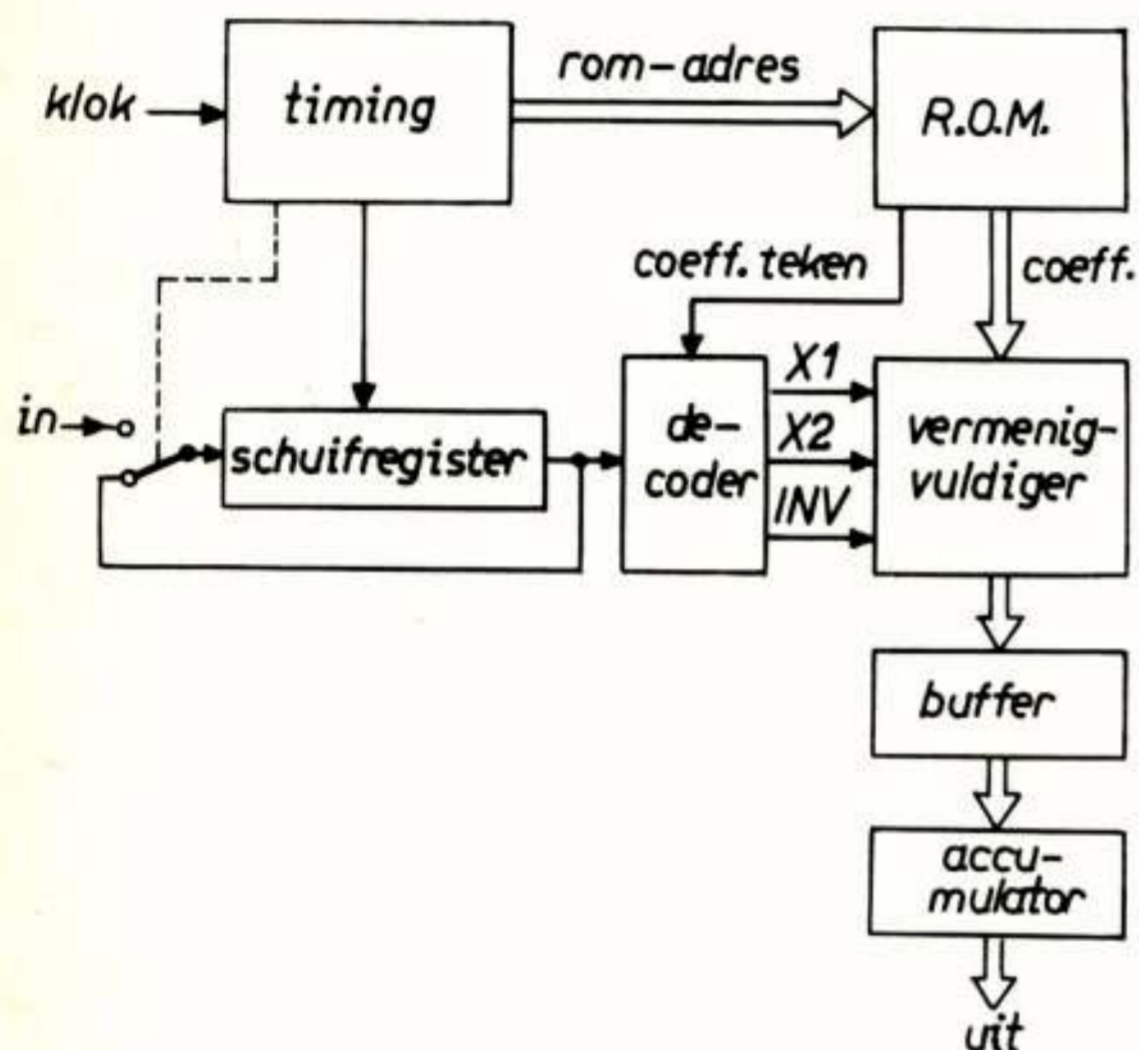 klok
timing
rom-adres
R.O.M.
coeff. teken
coeff.
in
schuifregister
de-
coder
X1
X2
INV
vermenig-
vuldiger
buffer
accu-
mulator
uit